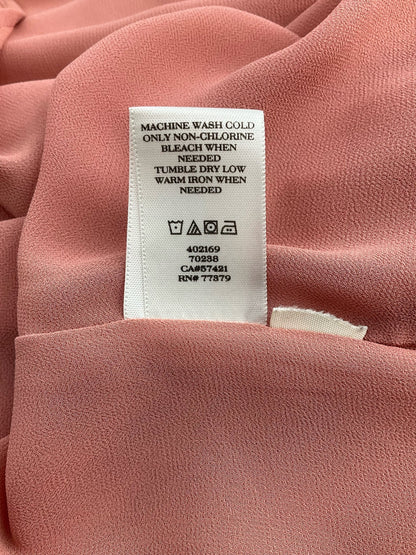 MACHINE WASH COLD
ONLY NON-CHLORINE
BLEACH WHEN
NEEDED
TUMBLE DRY LOW
WARM IRON WHEN
NEEDED
402169
70238
CA#57421
RN# 77379